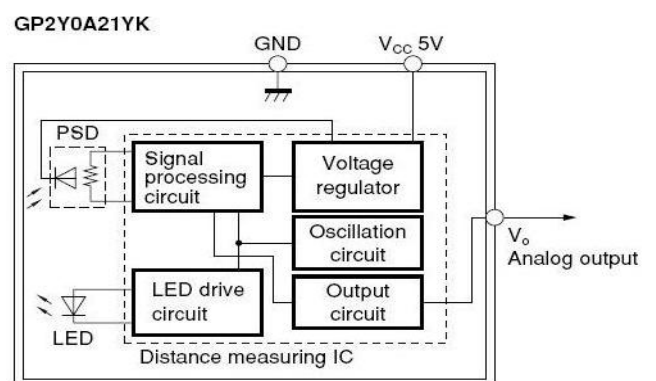 GP2Y0A21YK
GND
VCC 5V
PSD
Signal
processing
circuit
Voltage
regulator
Oscillation
circuit
Vo
Analog output
LED drive
circuit
Output
circuit
LED
Distance measuring IC